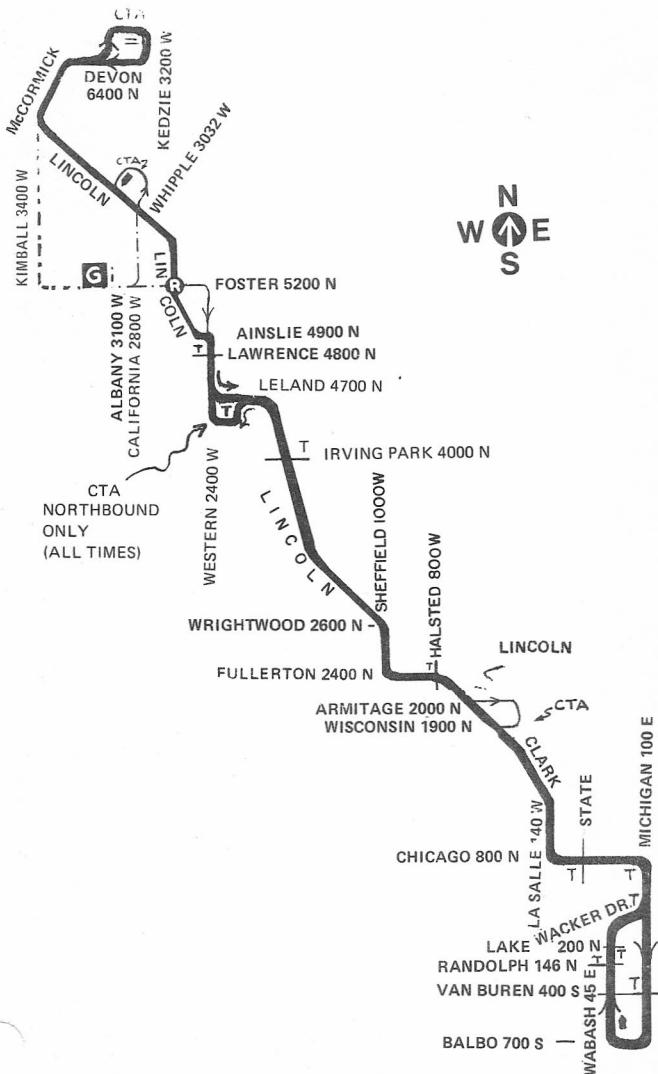 CTA
DEVON
6400 N
McCORMICK
KEDZIE 3200 W
LINCOLN
CTA
WHIPPLE 3032 W
KIMBALL 3400 W
N
W E
S
G
LIN
COLN
R
FOSTER 5200 N
ALBANY 3100 W
CALIFORNIA 2800 W
AINSLIE 4900 N
T
LAWRENCE 4800 N
LELAND 4700 N
T
T
IRVING PARK 4000 N
CTA
NORTHBOUND
ONLY
(ALL TIMES)
WESTERN 2400 W
LINCOLN
SHEFFIELD 1000W
HALSTED 800W
WRIGHTWOOD 2600 N
LINCOLN
FULLERTON 2400 N
T
ARMITAGE 2000 N
CTA
WISCONSIN 1900 N
CLARK
STATE
MICHIGAN 100 E
LA SALLE 140 W
CHICAGO 800 N
T
T
T
WACKER DR.
LAKE 200 N
T
T
RANDOLPH 146 N
VAN BUREN 400 S
T
WABASH 45 E
BALBO 700 S